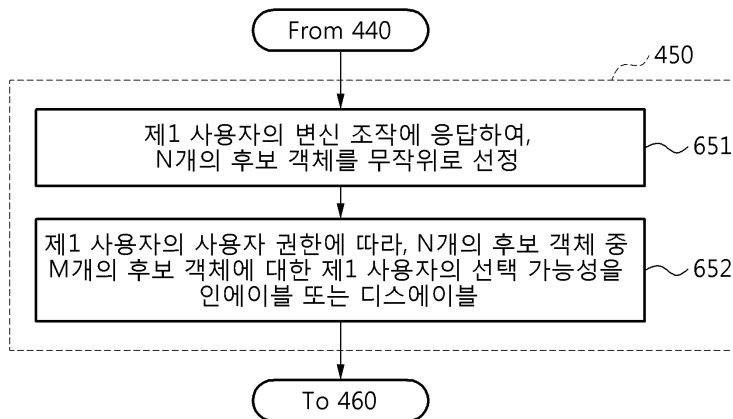 From 440
450
제1 사용자의 변신 조작에 응답하여,
N개의 후보 객체를 무작위로 선정
651
제1 사용자의 사용자 권한에 따라, N개의 후보 객체 중
M개의 후보 객체에 대한 제1 사용자의 선택 가능성을
인에이블 또는 디스에이블
652
To 460